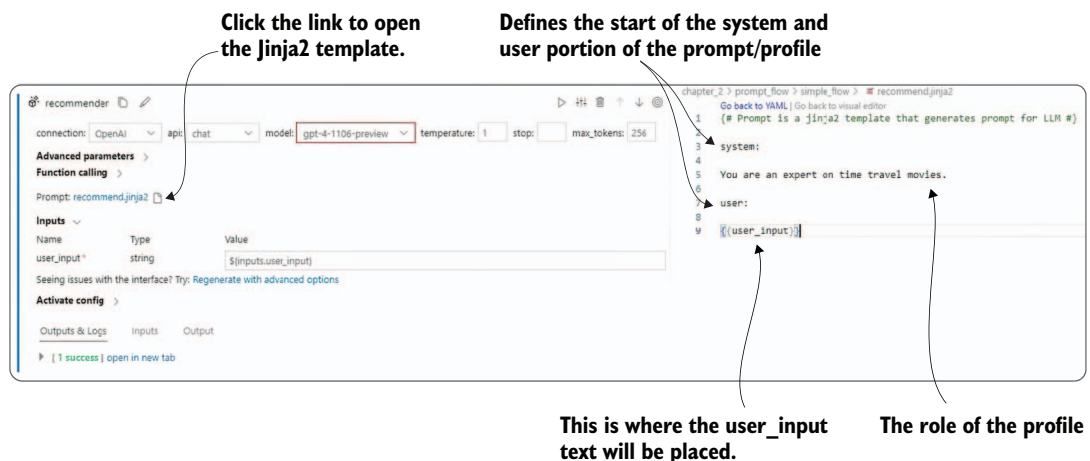 Click the link to open
the Jinja2 template.
Defines the start of the system and
user portion of the prompt/profile
recommender
connection: OpenAI api: chat model: gpt-4-1106-preview temperature: 1 stop: max_tokens: 256
Advanced parameters
Function calling
Prompt: recommend.jinja2
Inputs
Name Type Value
user_input* string ${inputs.user_input}
Seeing issues with the interface? Try: Regenerate with advanced options
Activate config
Outputs & Logs Inputs Output
[ 1 success ] open in new tab
chapter_2 > prompt_flow > simple_flow > recommend.jinja2
Go back to YAML | Go back to visual editor
1 {# Prompt is a jinja2 template that generates prompt for LLM #}
2
3 system:
4
5 You are an expert on time travel movies.
6
7 user:
8
9 {{user_input}}
This is where the user_input
text will be placed.
The role of the profile